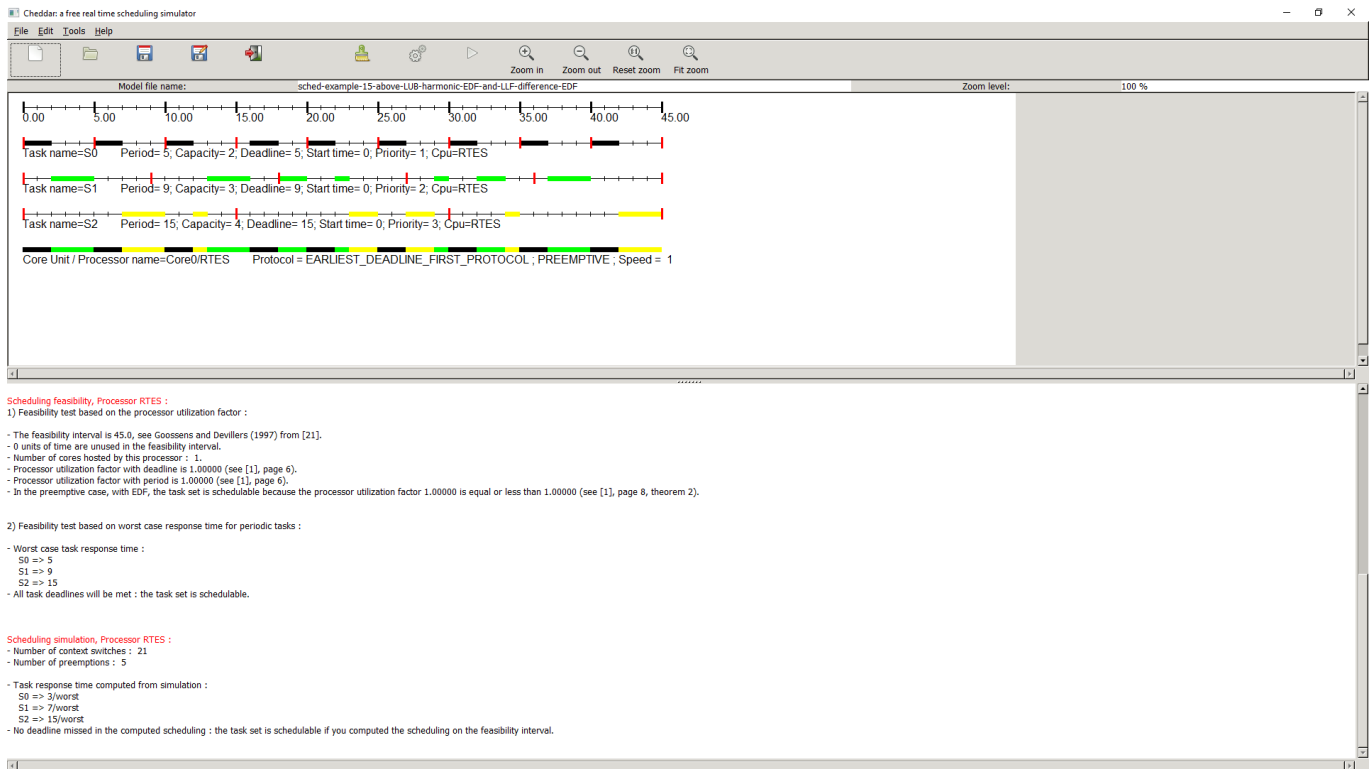 Cheddar: a free real time scheduling simulator
File Edit Tools Help
Zoom in Zoom out Reset zoom Fit zoom
Model file name: sched-example-15-above-LUB-harmonic-EDF-and-LLF-difference-EDF Zoom level: 100 %
0.00 5.00 10.00 15.00 20.00 25.00 30.00 35.00 40.00 45.00
Task name=S0 Period= 5; Capacity= 2; Deadline= 5; Start time= 0; Priority= 1; Cpu=RTES
Task name=S1 Period= 9; Capacity= 3; Deadline= 9; Start time= 0; Priority= 2; Cpu=RTES
Task name=S2 Period= 15; Capacity= 4; Deadline= 15; Start time= 0; Priority= 3; Cpu=RTES
Core Unit / Processor name=Core0/RTES Protocol = EARLIEST_DEADLINE_FIRST_PROTOCOL ; PREEMPTIVE ; Speed = 1
Scheduling feasibility, Processor RTES :
1) Feasibility test based on the processor utilization factor :
- The feasibility interval is 45.0, see Goossens and Devillers (1997) from [21].
- 0 units of time are unused in the feasibility interval.
- Number of cores hosted by this processor : 1.
- Processor utilization factor with deadline is 1.00000 (see [1], page 6).
- Processor utilization factor with period is 1.00000 (see [1], page 6).
- In the preemptive case, with EDF, the task set is schedulable because the processor utilization factor 1.00000 is equal or less than 1.00000 (see [1], page 8, theorem 2).
2) Feasibility test based on worst case response time for periodic tasks :
- Worst case task response time :
S0 => 5
S1 => 9
S2 => 15
- All task deadlines will be met : the task set is schedulable.
Scheduling simulation, Processor RTES :
- Number of context switches : 21
- Number of preemptions : 5
- Task response time computed from simulation :
S0 => 3/worst
S1 => 7/worst
S2 => 15/worst
- No deadline missed in the computed scheduling : the task set is schedulable if you computed the scheduling on the feasibility interval.